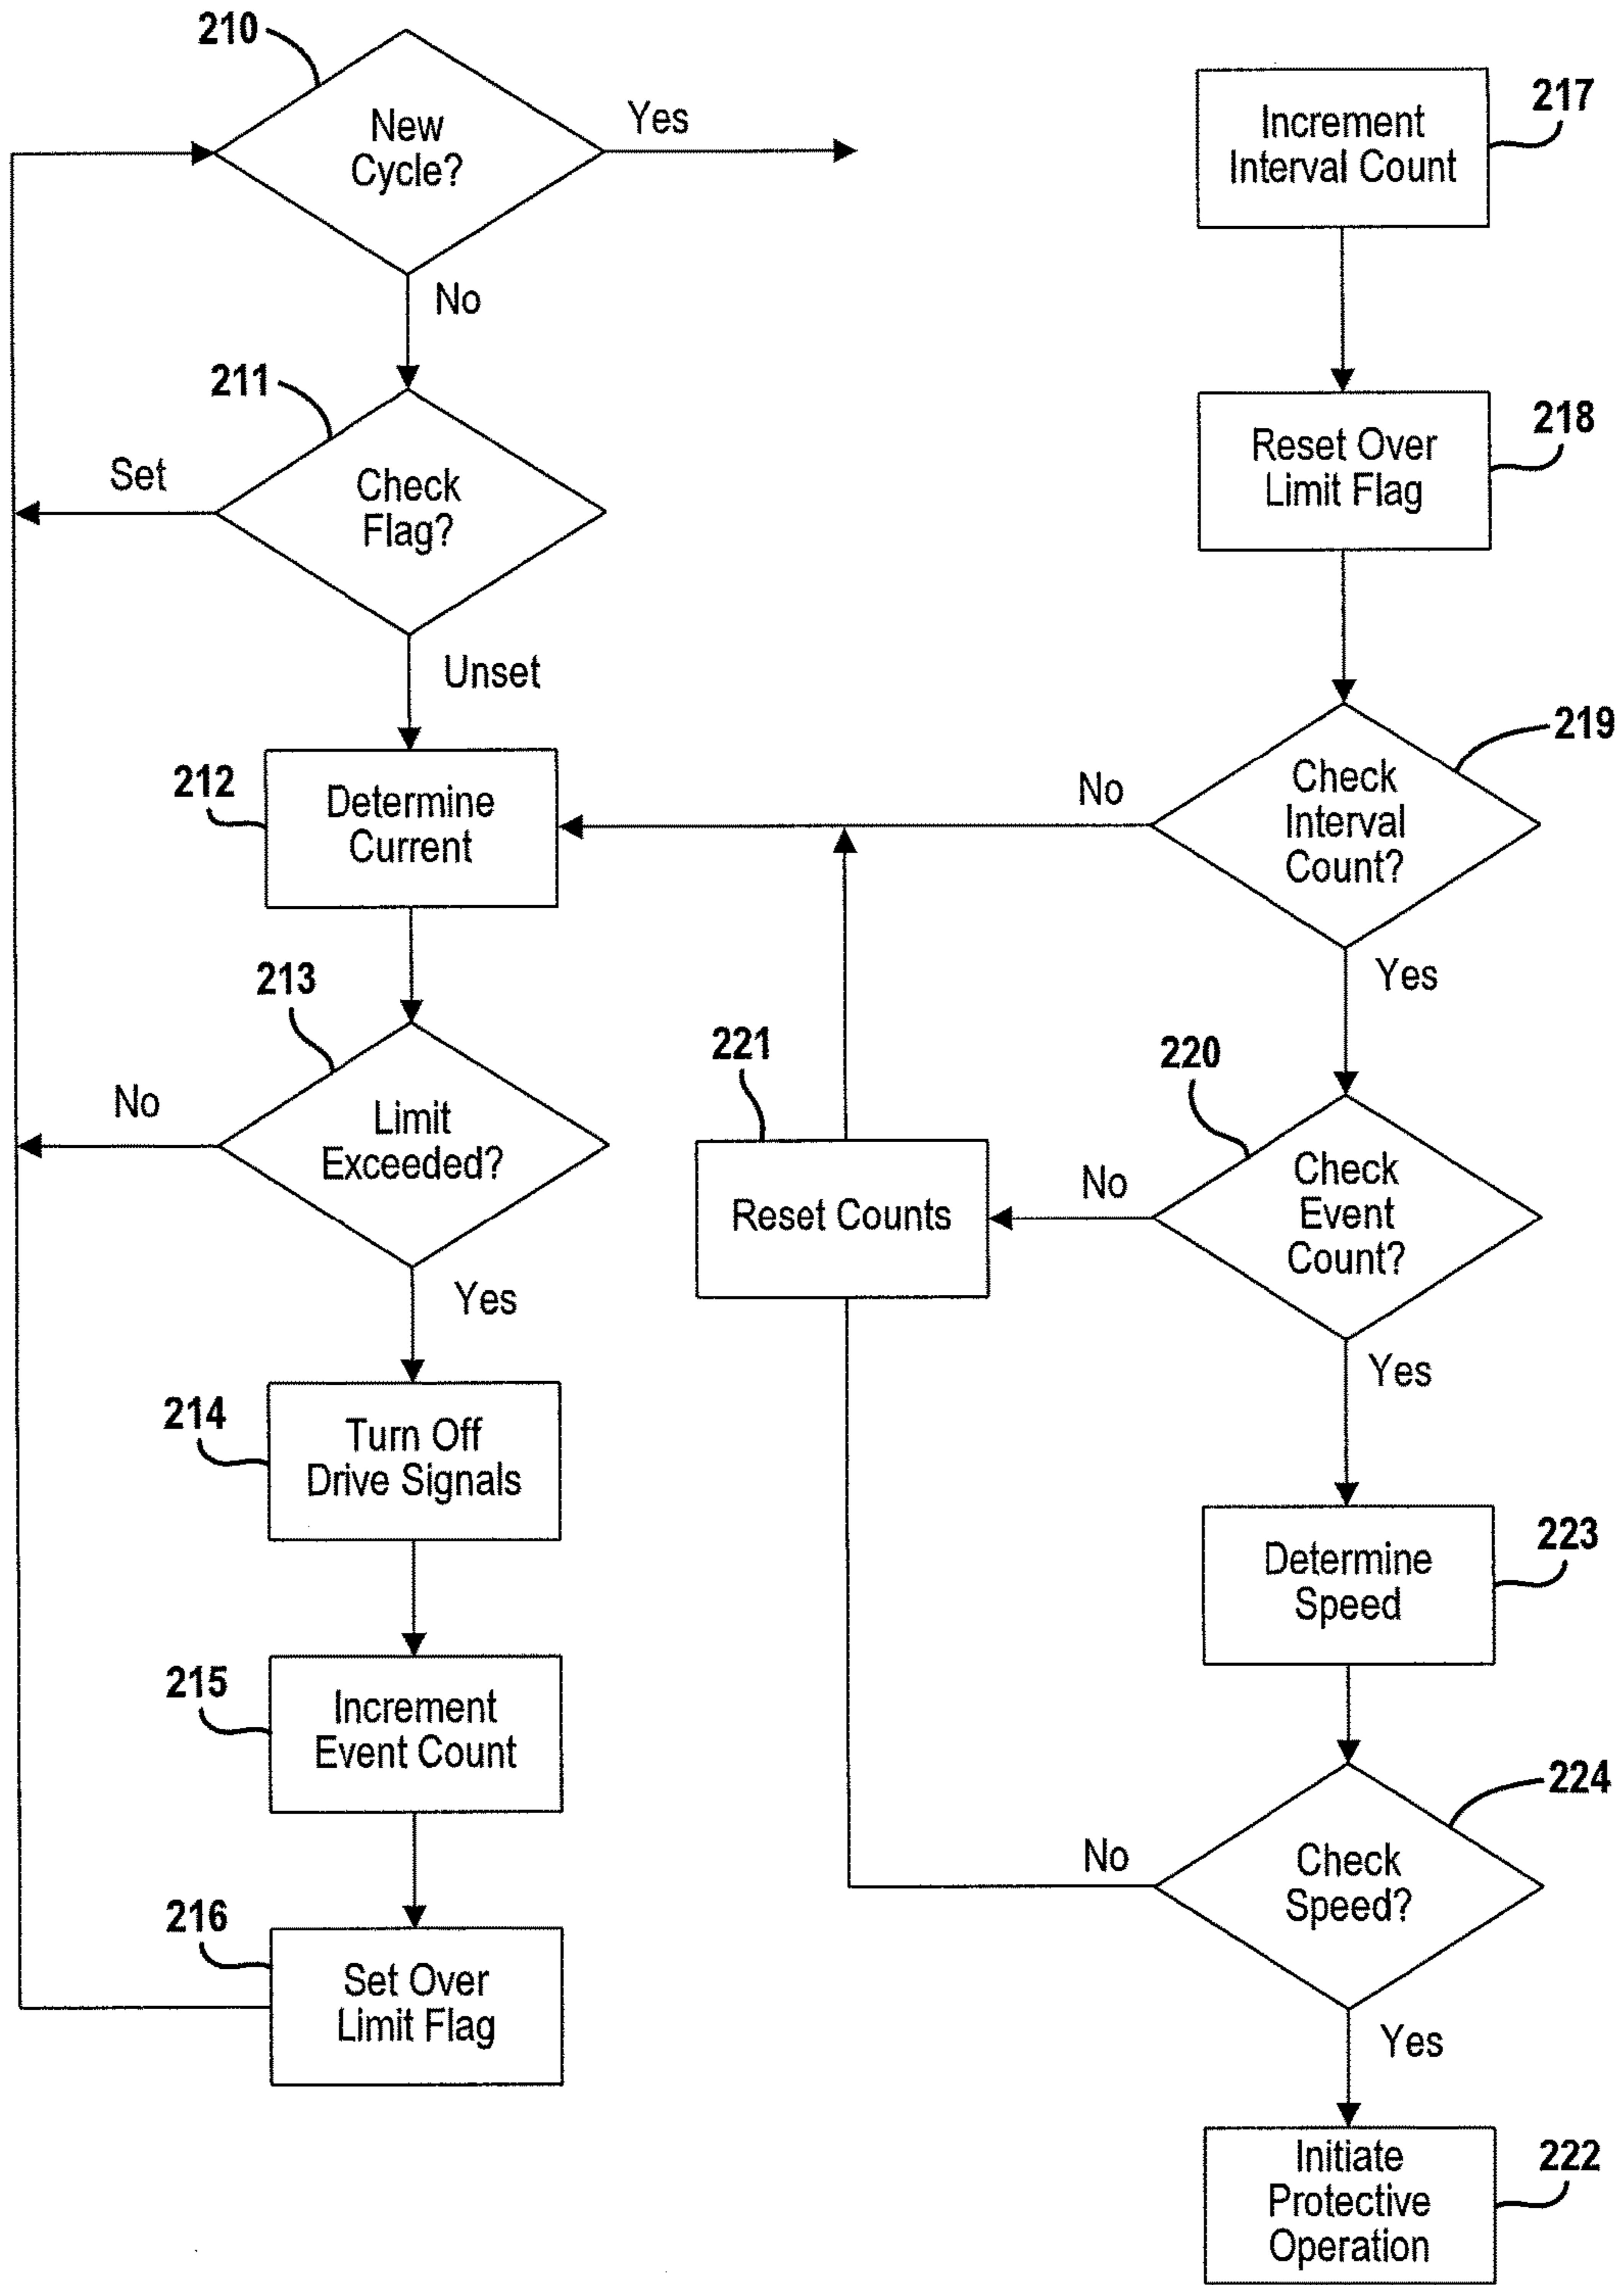 210
New
Cycle?
Yes
No
211
Set
Check
Flag?
Unset
212
Determine
Current
213
No
Limit
Exceeded?
Yes
214
Turn Off
Drive Signals
215
Increment
Event Count
216
Set Over
Limit Flag
217
Increment
Interval Count
218
Reset Over
Limit Flag
219
No
Check
Interval
Count?
Yes
220
221
No
Check
Event
Count?
Reset Counts
Yes
223
Determine
Speed
224
No
Check
Speed?
Yes
222
Initiate
Protective
Operation